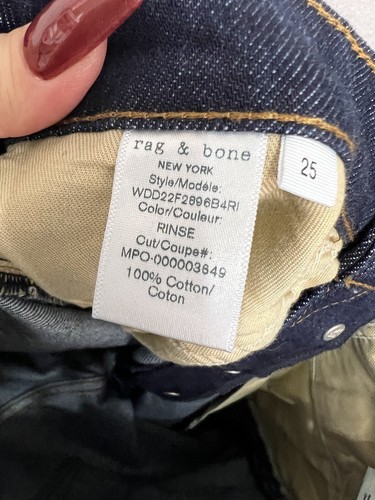 rag & bone
NEW YORK
Style/Modèle:
WDD22F2896B4RI
Color/Couleur:
RINSE
Cut/Coupe#:
MPO-000003649
100% Cotton/
Coton
25